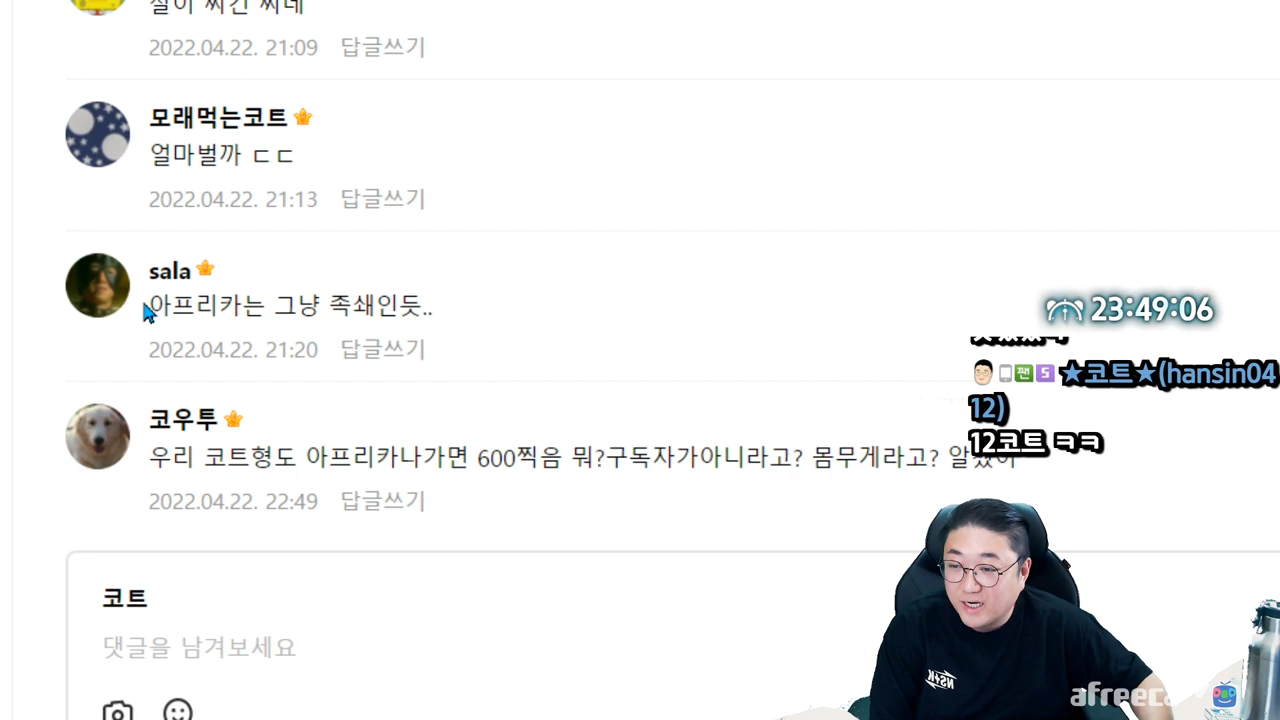 2022.04.22. 21:09 답글쓰기
모래먹는코트
얼마벌까 ㄷㄷ
2022.04.22. 21:13 답글쓰기
sala
아프리카는 그냥 족쇄인듯..
2022.04.22. 21:20 답글쓰기
코우투
우리 코트형도 아프리카나가면 600찍음 뭐?구독자가아니라고? 몸무게라고?
2022.04.22. 22:49 답글쓰기
코트
댓글을 남겨보세요
23:49:06
팬 S ★코트★(hansin04
12)
12코트 ㅋㅋ
afreeca